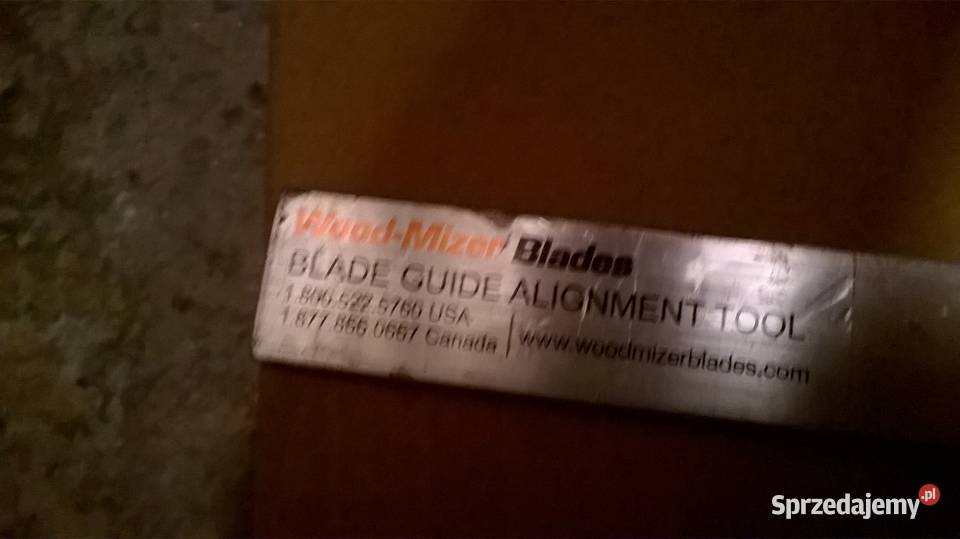 Wood-Mizer Blades
BLADE GUIDE ALIGNMENT TOOL
1.800.522.5760 USA
1.877.866.0667 Canada | www.woodmizerblades.com
Sprzedajemy.pl